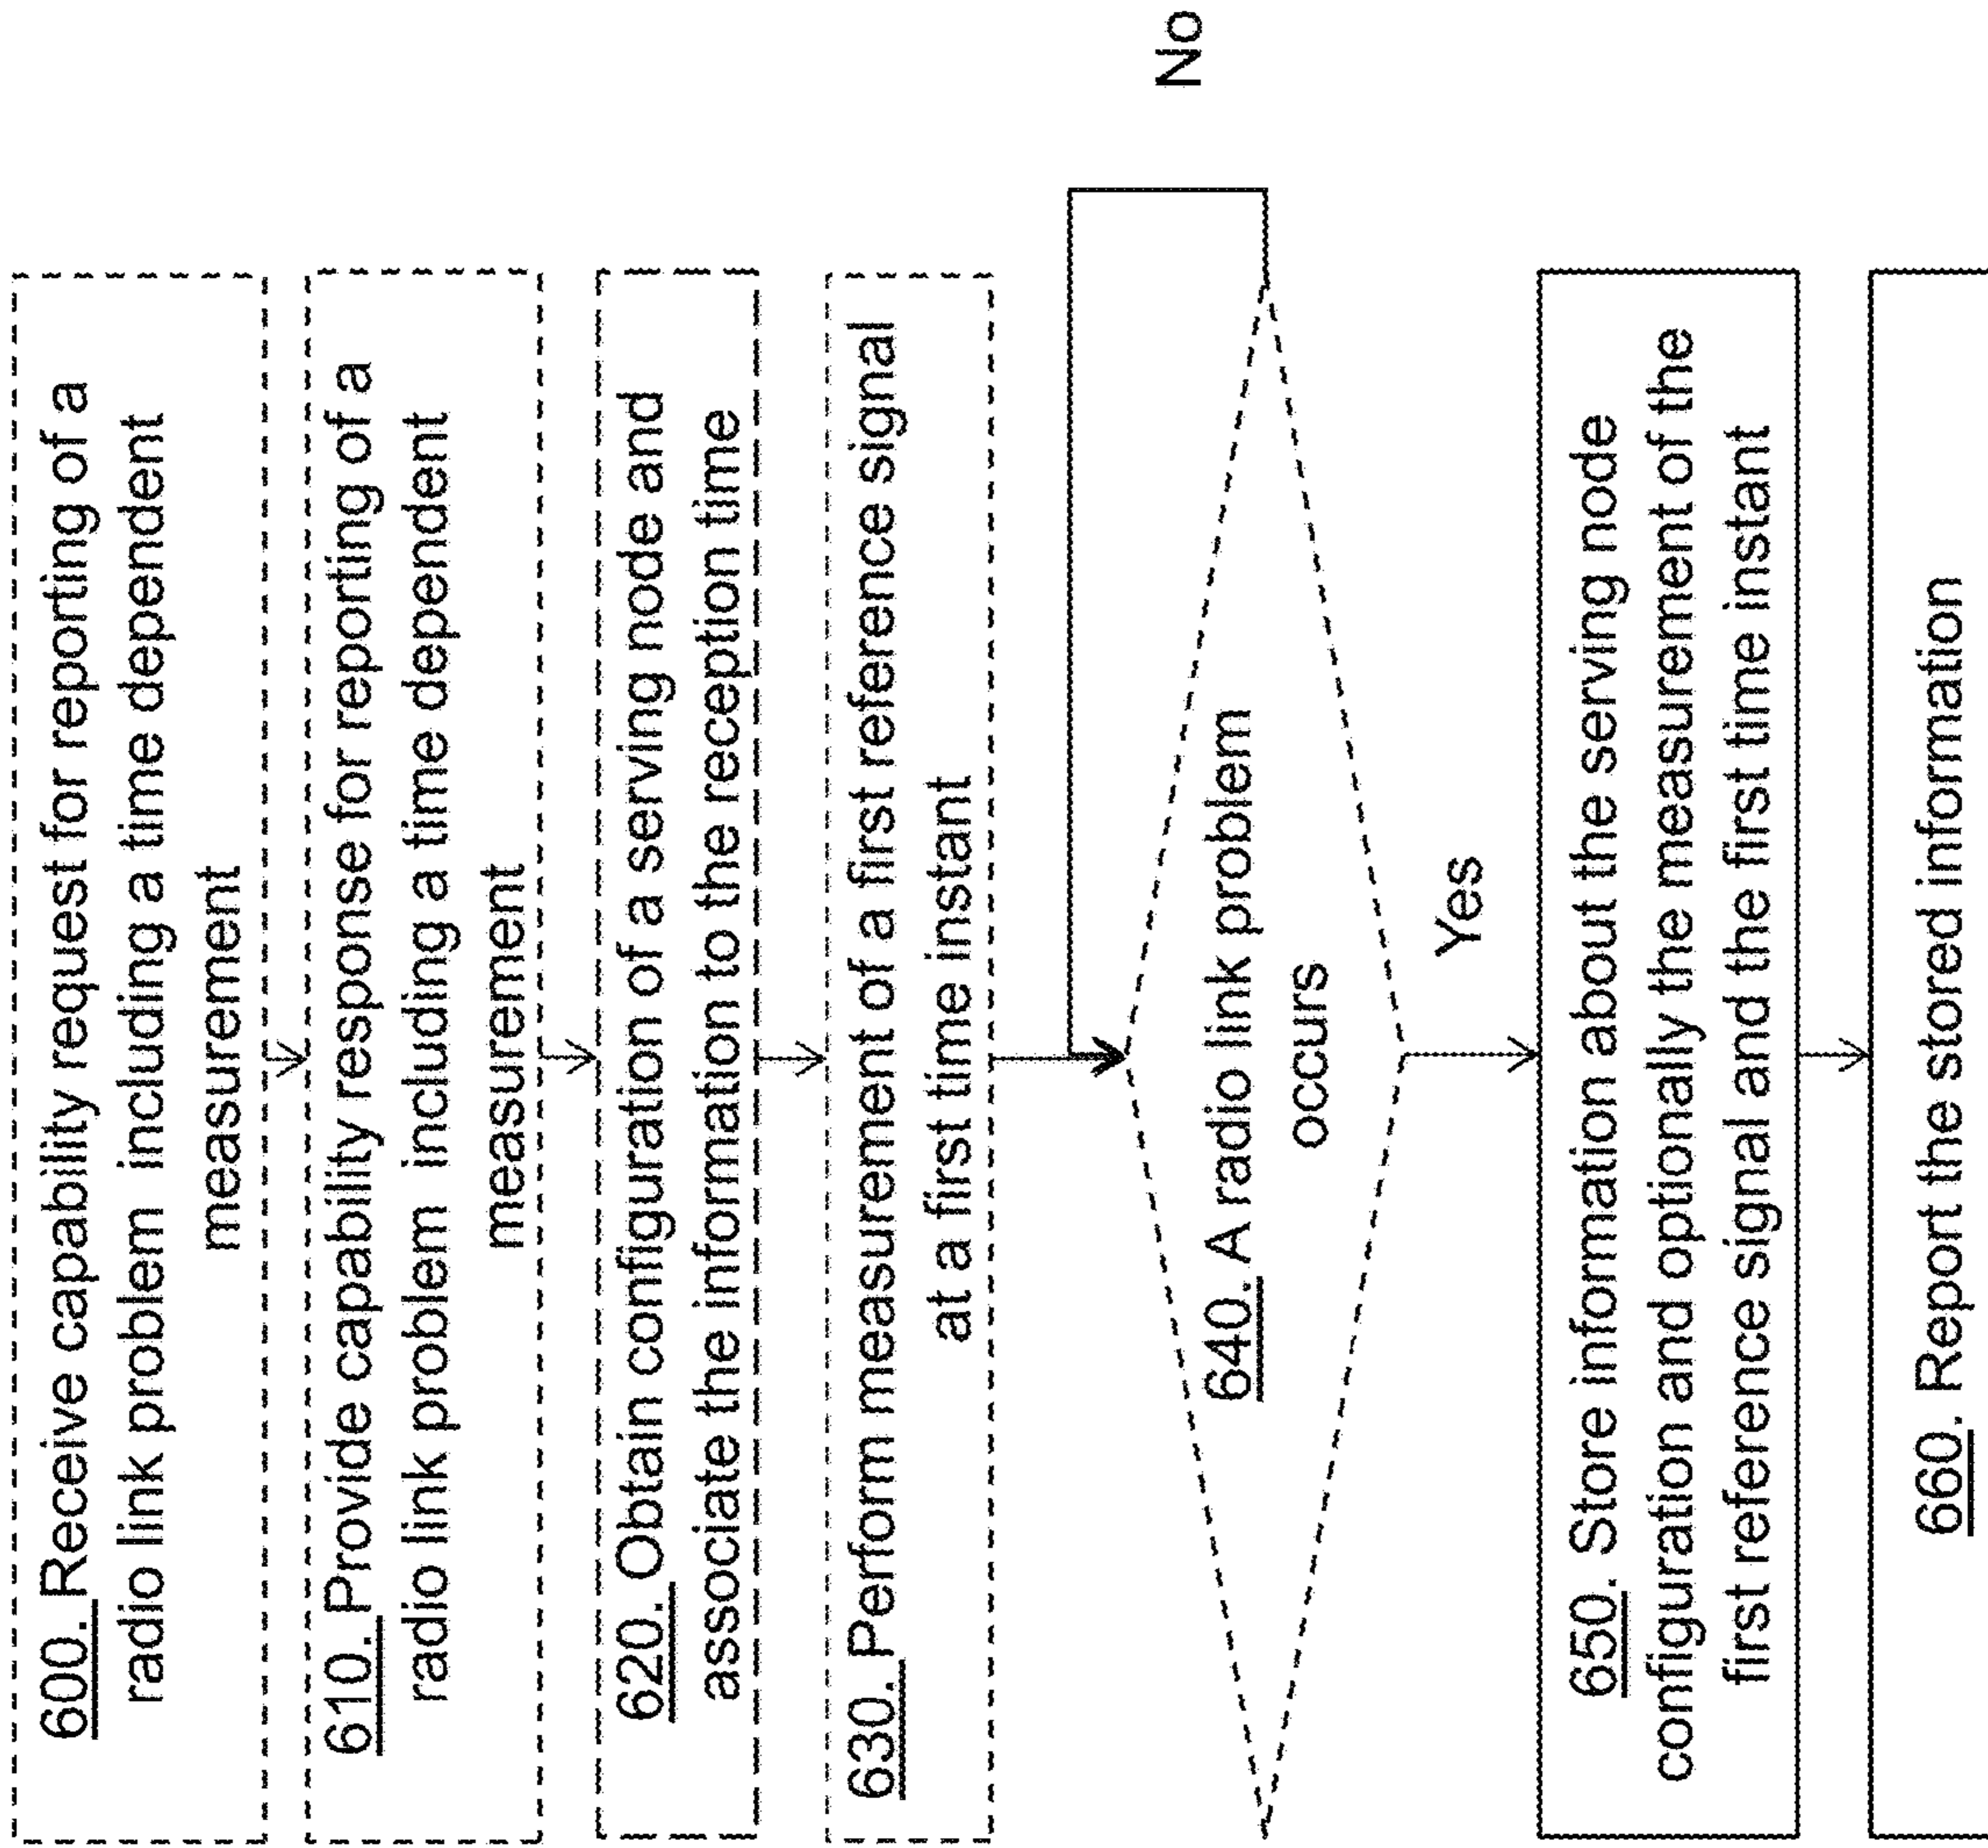 600. Receive capability request for reporting of a
radio link problem including a time dependent
measurement
610. Provide capability response for reporting of a
radio link problem including a time dependent
measurement
620. Obtain configuration of a serving node and
associate the information to the reception time
630. Perform measurement of a first reference signal
at a first time instant
640. A radio link problem
occurs
No
Yes
650. Store information about the serving node
configuration and optionally the measurement of the
first reference signal and the first time instant
660. Report the stored information